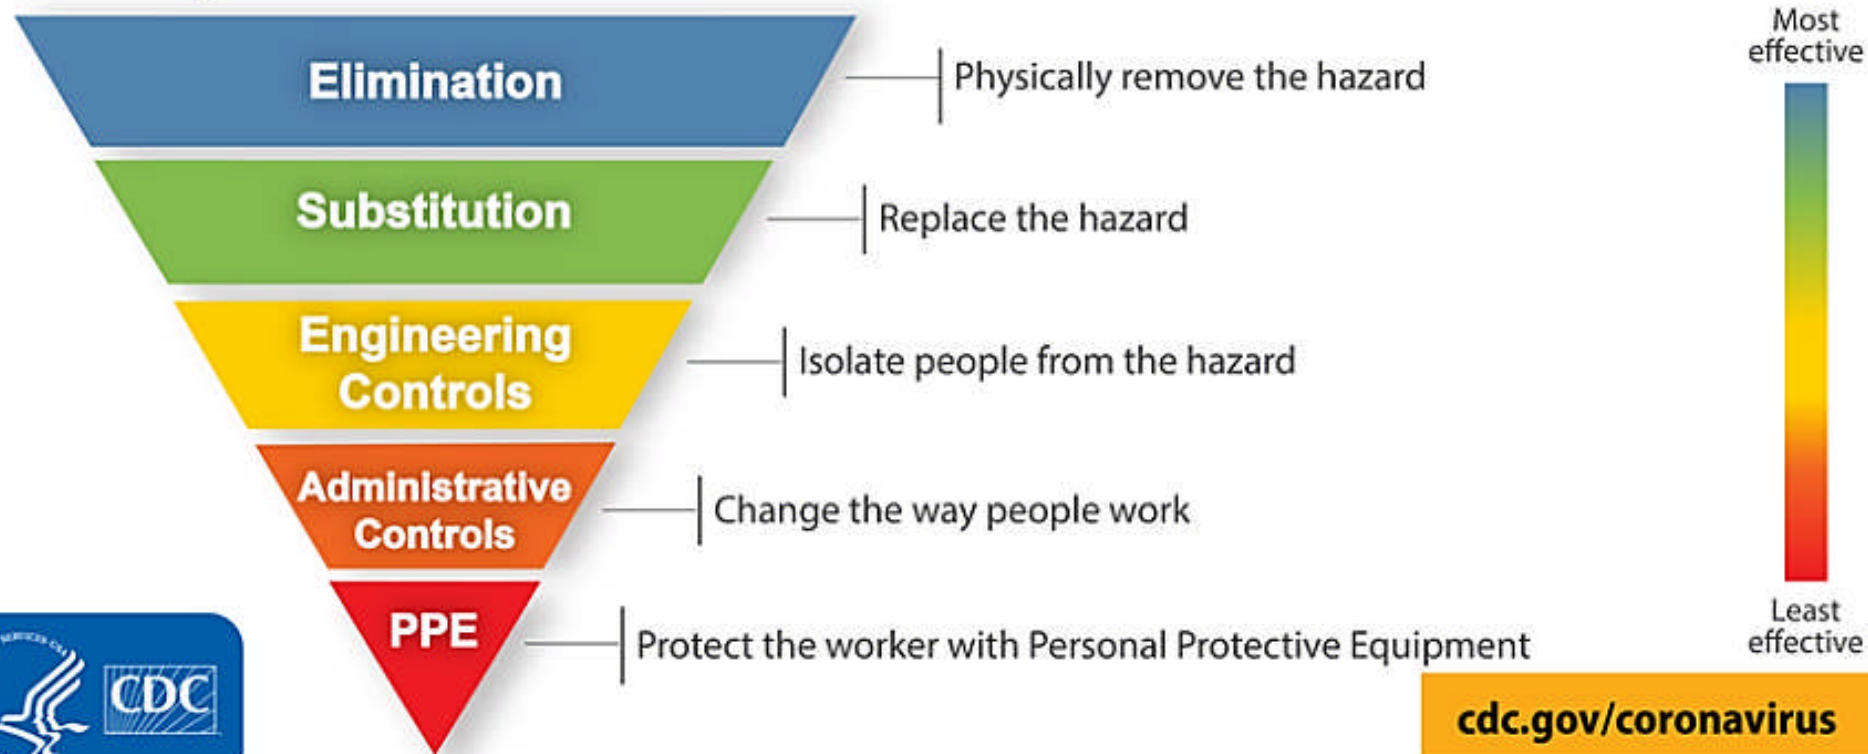 Most
effective
Elimination
Physically remove the hazard
Substitution
Replace the hazard
Engineering
Controls
Isolate people from the hazard
Administrative
Controls
Change the way people work
PPE
Protect the worker with Personal Protective Equipment
Least
effective
CDC
cdc.gov/coronavirus